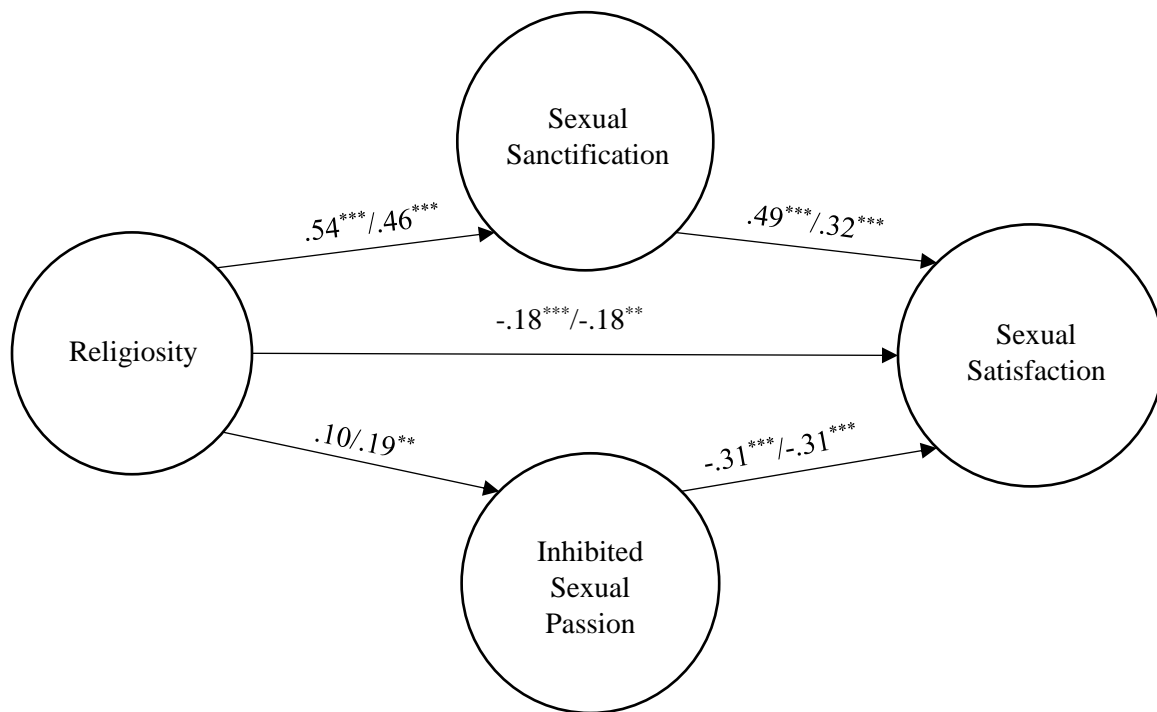 Sexual
Sanctification
.54***/.46***
.49***/.32***
-.18***/-.18**
Religiosity
Sexual
Satisfaction
.10/.19**
-.31***/-.31***
Inhibited
Sexual
Passion